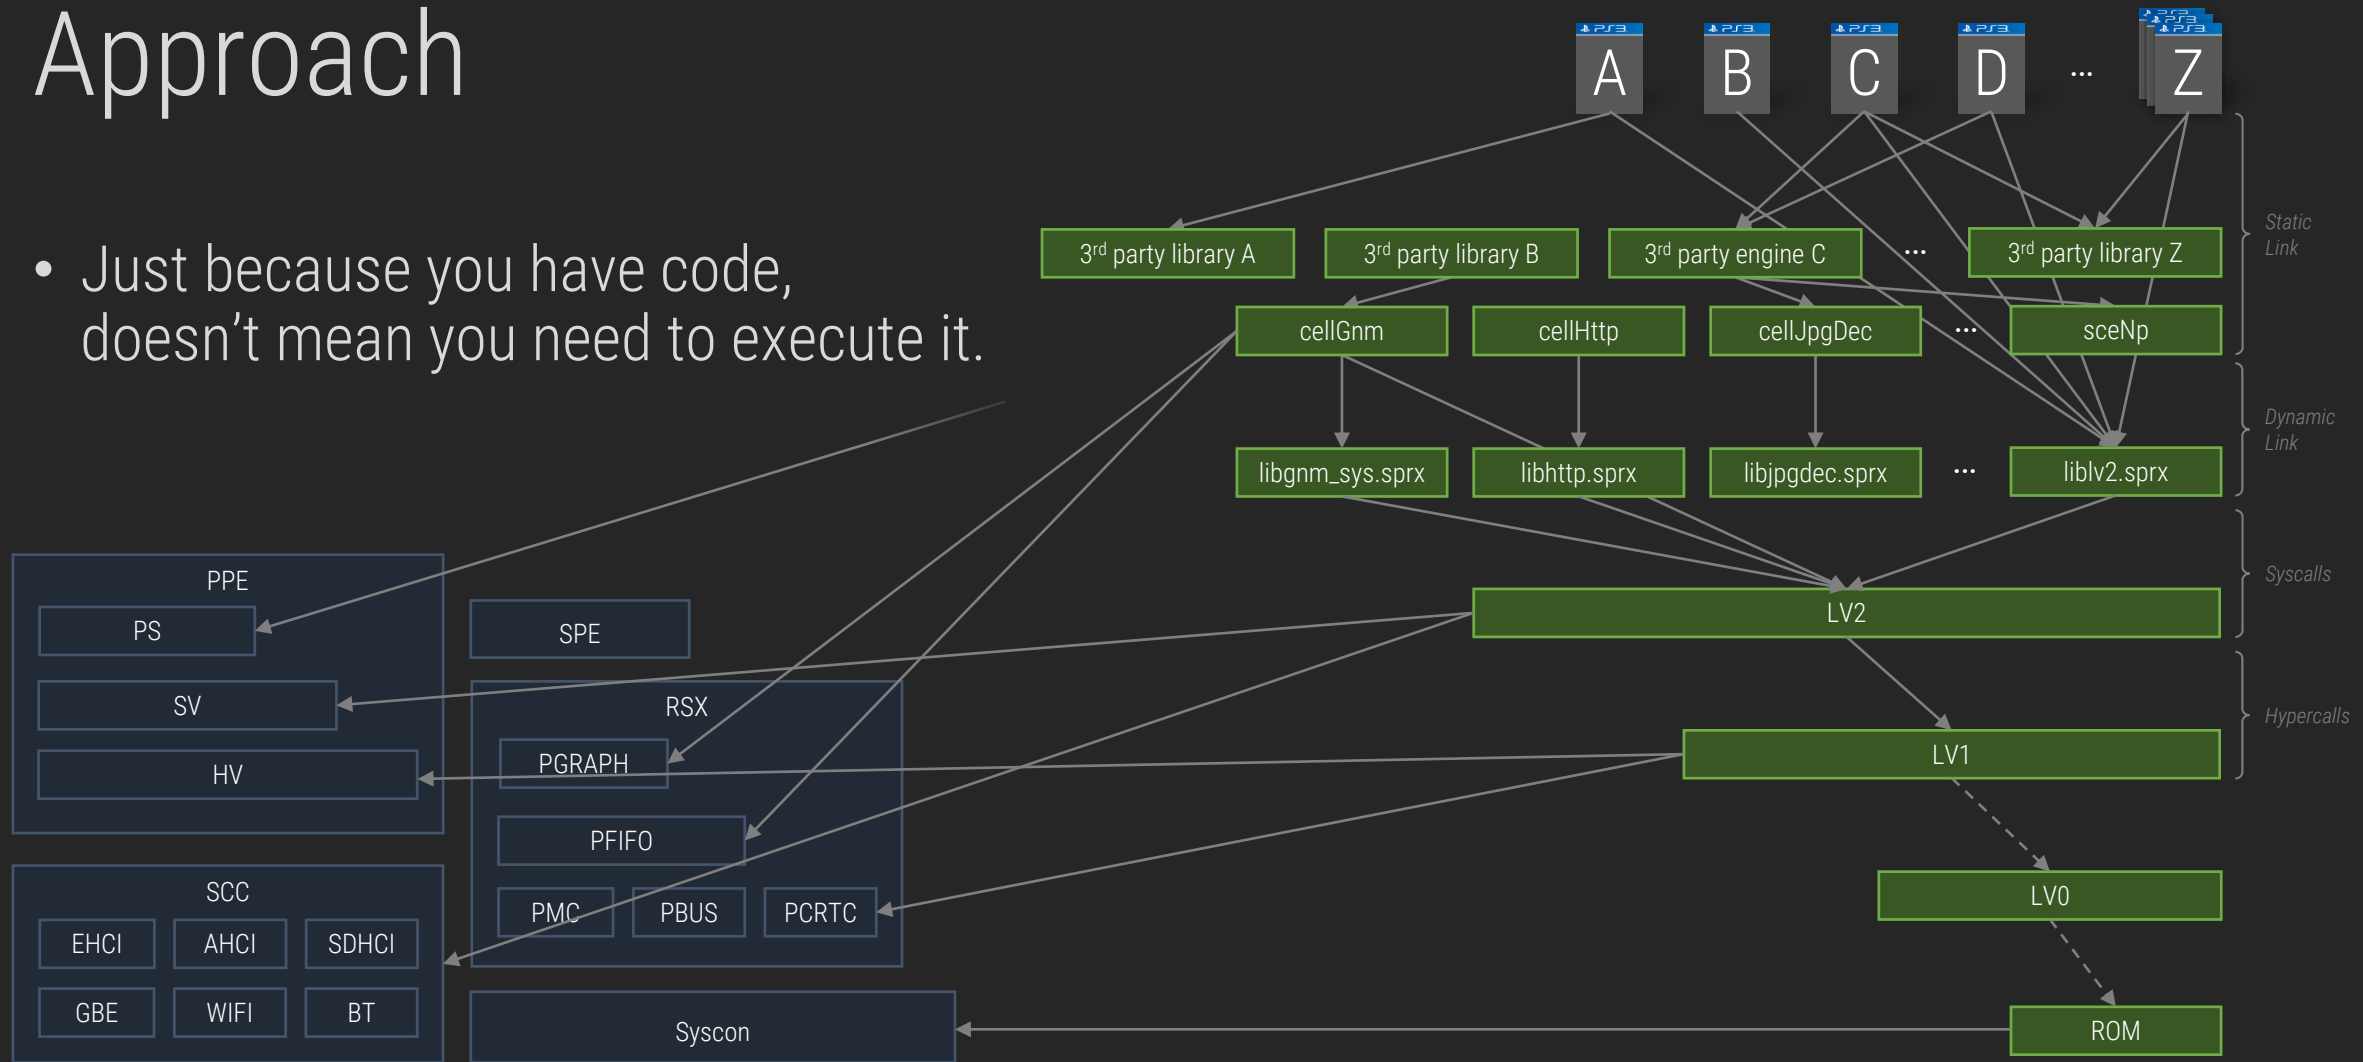 Approach
• Just because you have code,
doesn’t mean you need to execute it.
PS3 PS3 PS3 PS3 PS3 PS3 PS3
A B C D ... Z
3rd party library A 3rd party library B 3rd party engine C ... 3rd party library Z
Static
Link
cellGnm cellHttp cellJpgDec ... sceNp
Dynamic
Link
libgnm_sys.sprx libhttp.sprx libjpgdec.sprx ... liblv2.sprx
Syscalls
LV2
Hypercalls
LV1
LV0
ROM
PPE
PS
SV
HV
SPE
RSX
PGRAPH
PFIFO
PMC PBUS PCRTC
SCC
EHCI AHCI SDHCI
GBE WIFI BT
Syscon